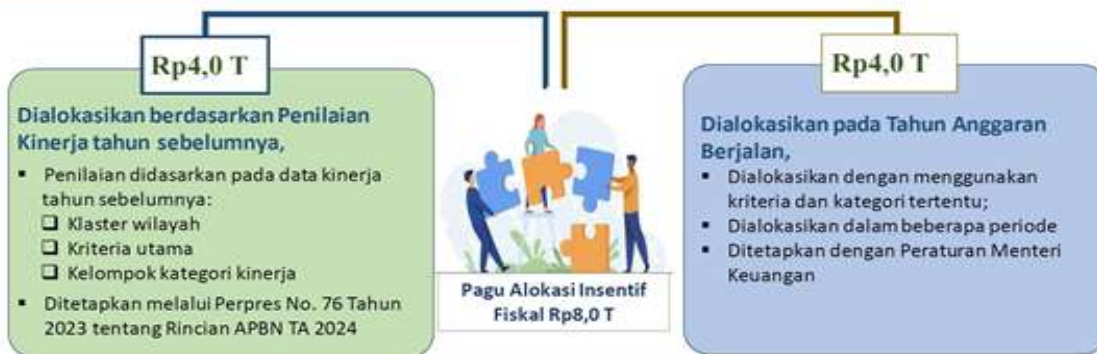 Rp4,0 T
Dialokasikan berdasarkan Penilaian
Kinerja tahun sebelumnya,
▪ Penilaian didasarkan pada data kinerja
tahun sebelumnya:
❑ Klaster wilayah
❑ Kriteria utama
❑ Kelompok kategori kinerja
▪ Ditetapkan melalui Perpres No. 76 Tahun
2023 tentang Rincian APBN TA 2024
Pagu Alokasi Insentif
Fiskal Rp8,0 T
Rp4,0 T
Dialokasikan pada Tahun Anggaran
Berjalan,
▪ Dialokasikan dengan menggunakan
kriteria dan kategori tertentu;
▪ Dialokasikan dalam beberapa periode
▪ Ditetapkan dengan Peraturan Menteri
Keuangan